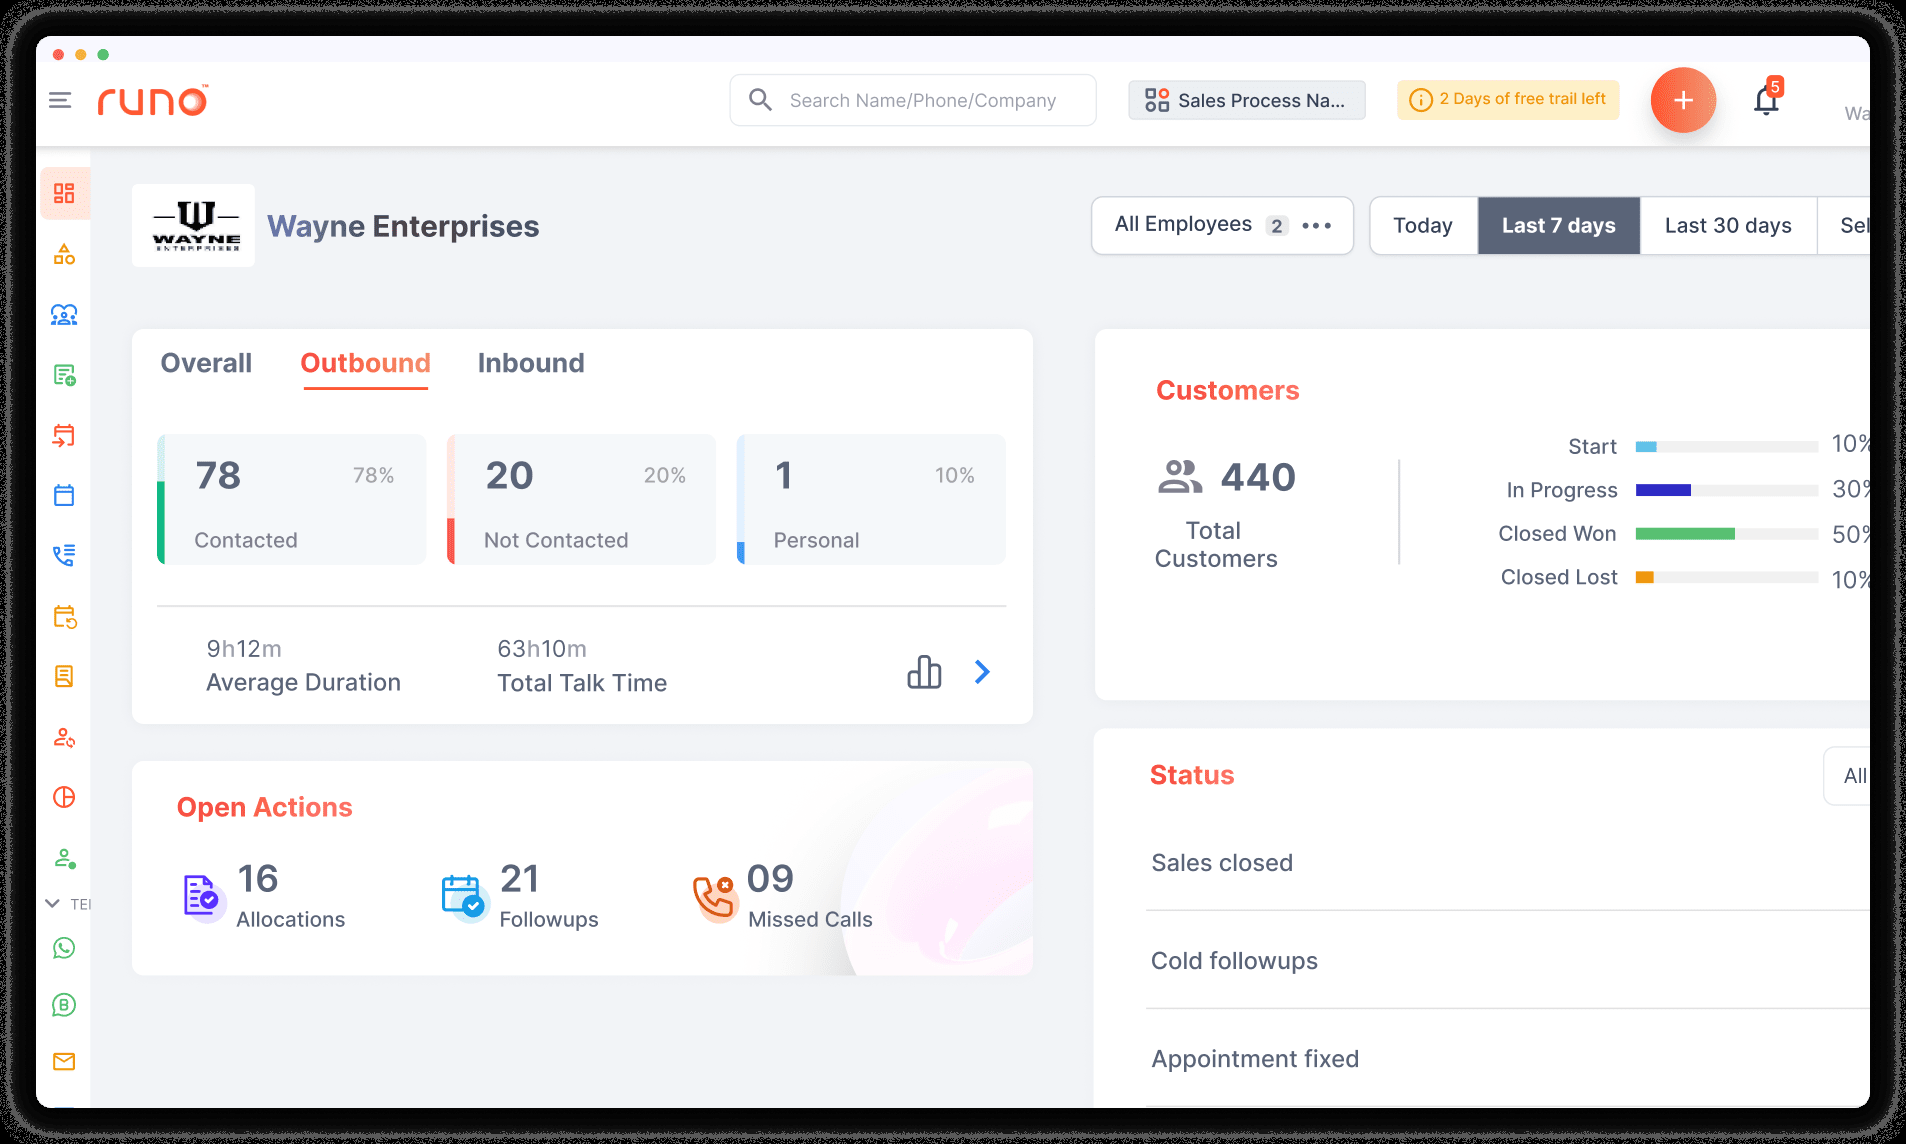 runo™
Search Name/Phone/Company
Sales Process Na...
2 Days of free trail left
+
5
Wa
WAYNE
ENTERPRISES
Wayne Enterprises
All Employees 2 •••
Today
Last 7 days
Last 30 days
Sel
Overall
Outbound
Inbound
78
78%
Contacted
20
20%
Not Contacted
1
10%
Personal
9h12m
Average Duration
63h10m
Total Talk Time
Customers
440
Total
Customers
Start
10%
In Progress
30%
Closed Won
50%
Closed Lost
10%
Open Actions
16
Allocations
21
Followups
09
Missed Calls
Status
All
Sales closed
Cold followups
Appointment fixed
TEI
B